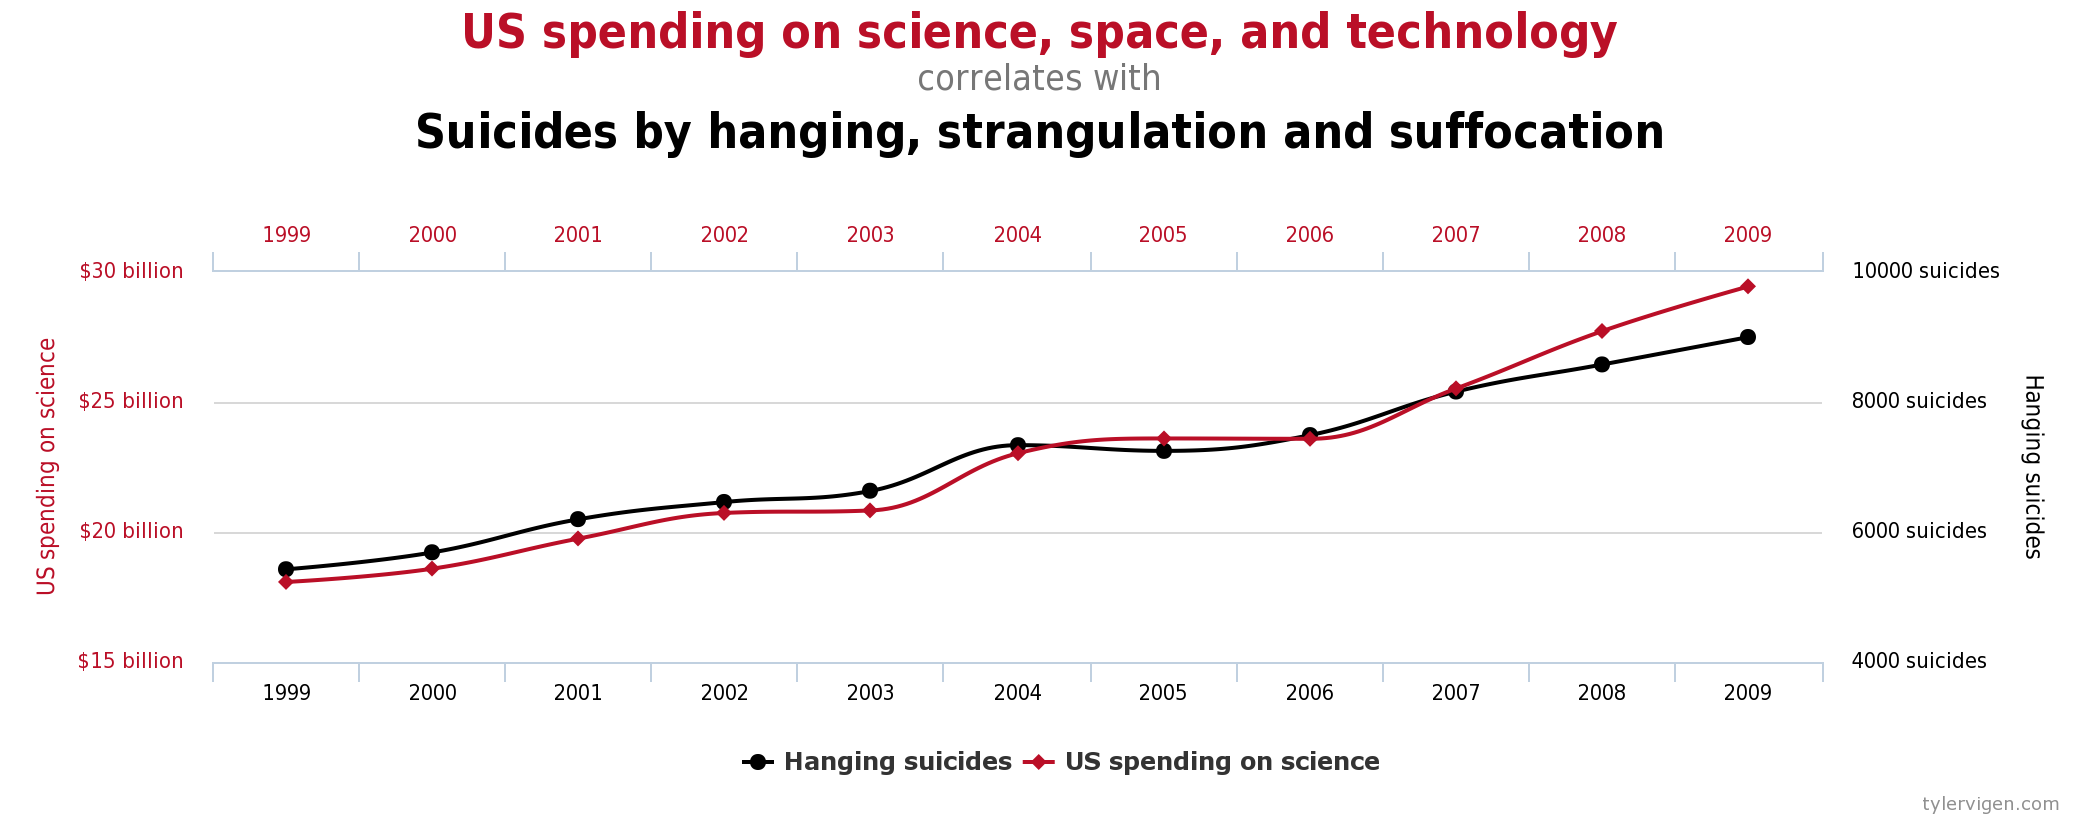 US spending on science, space, and technology
correlates with
Suicides by hanging, strangulation and suffocation
1999 2000 2001 2002 2003 2004 2005 2006 2007 2008 2009
$30 billion 10000 suicides
$25 billion 8000 suicides
$20 billion 6000 suicides
$15 billion 4000 suicides
US spending on science
Hanging suicides
1999 2000 2001 2002 2003 2004 2005 2006 2007 2008 2009
Hanging suicides US spending on science
tylervigen.com